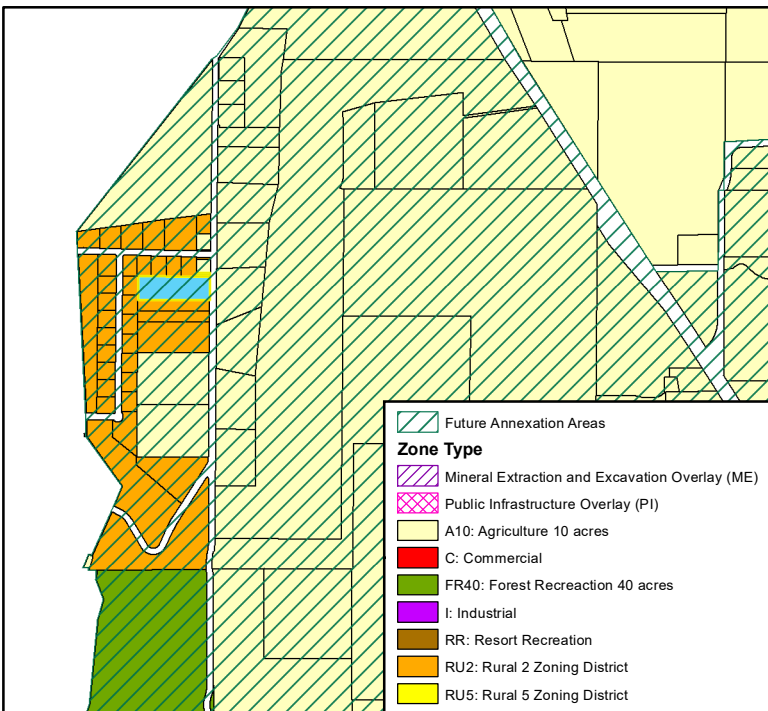 Future Annexation Areas
Zone Type
Mineral Extraction and Excavation Overlay (ME)
Public Infrastructure Overlay (PI)
A10: Agriculture 10 acres
C: Commercial
FR40: Forest Recreaction 40 acres
I: Industrial
RR: Resort Recreation
RU2: Rural 2 Zoning District
RU5: Rural 5 Zoning District